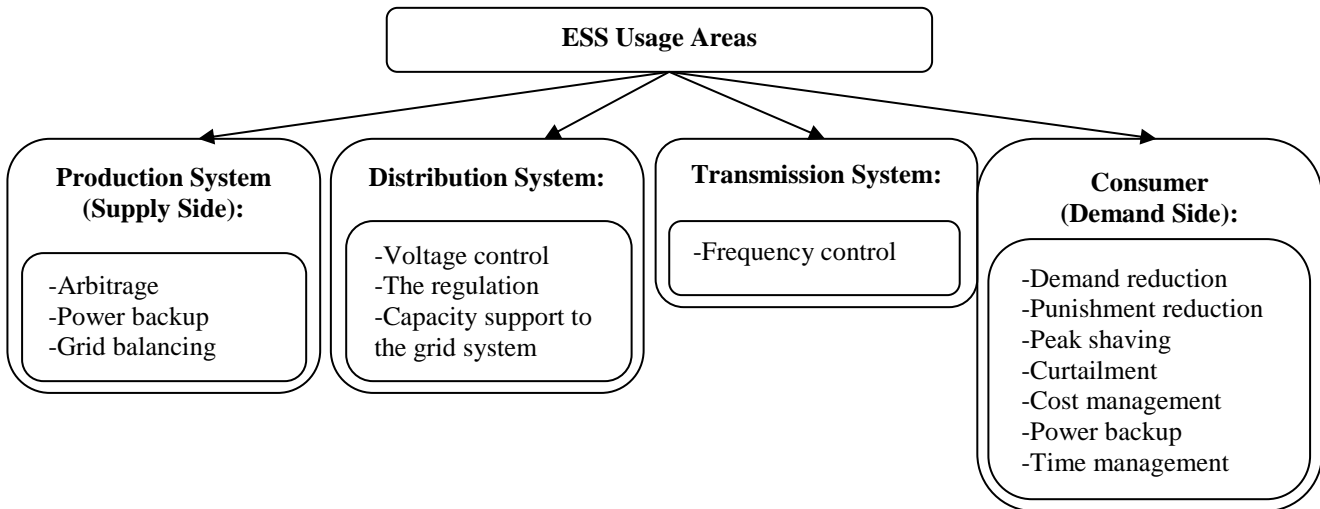 ESS Usage Areas
Production System
(Supply Side):
-Arbitrage
-Power backup
-Grid balancing
Distribution System:
-Voltage control
-The regulation
-Capacity support to
the grid system
Transmission System:
-Frequency control
Consumer
(Demand Side):
-Demand reduction
-Punishment reduction
-Peak shaving
-Curtailment
-Cost management
-Power backup
-Time management